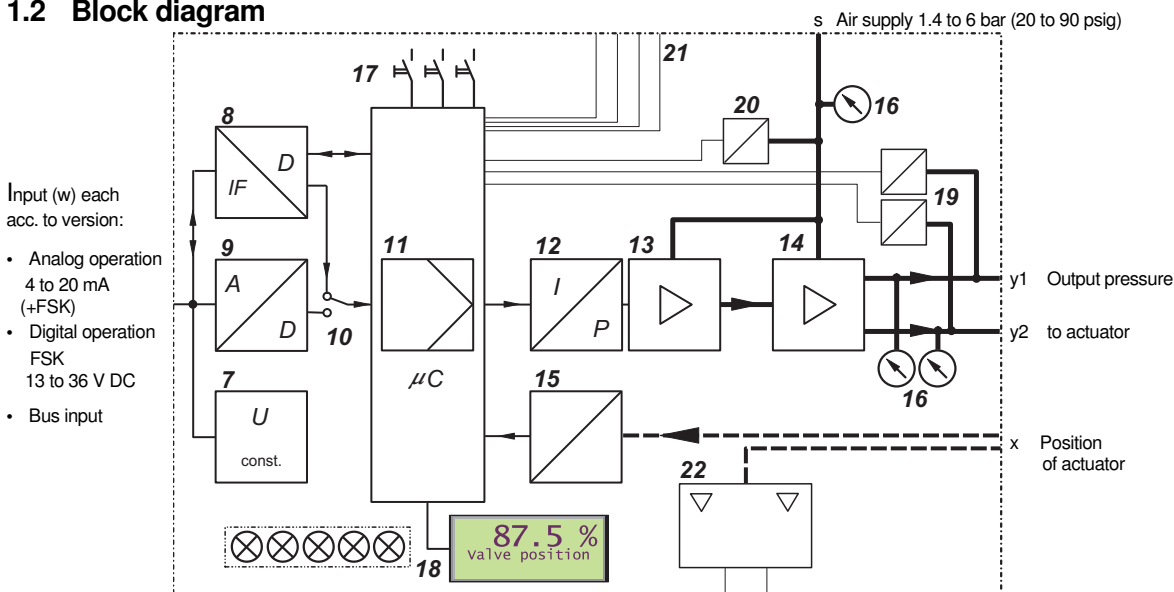 1.2 Block diagram
s Air supply 1.4 to 6 bar (20 to 90 psig)
17
21
20
16
8
D
IF
19
Input (w) each
acc. to version:
• Analog operation
4 to 20 mA
(+FSK)
• Digital operation
FSK
13 to 36 V DC
• Bus input
9
A
D
10
11
µC
12
I
P
13
14
y1 Output pressure
y2 to actuator
16
7
U
const.
15
x Position
of actuator
22
18
87.5 %
Valve position